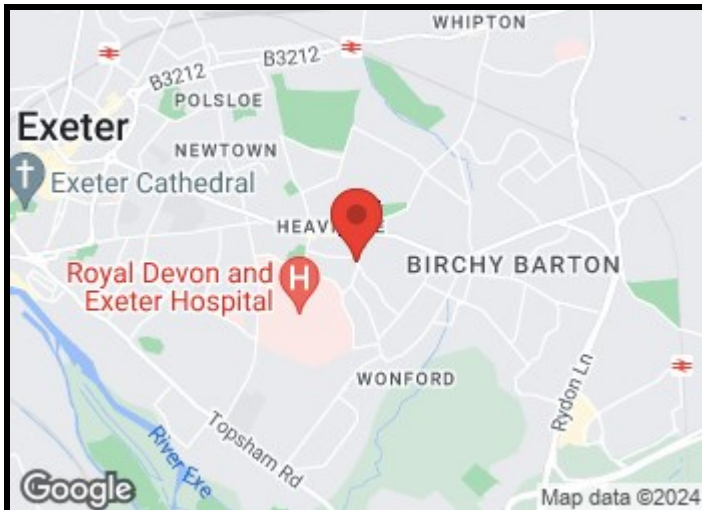 WHIPTON
B3212
B3212
POLSLOE
Exeter
NEWTOWN
Exeter Cathedral
BIRCHY BARTON
Royal Devon and
Exeter Hospital
H
WONFORD
Rydon Ln
Topsham Rd
River Exe
Google
Map data ©2024